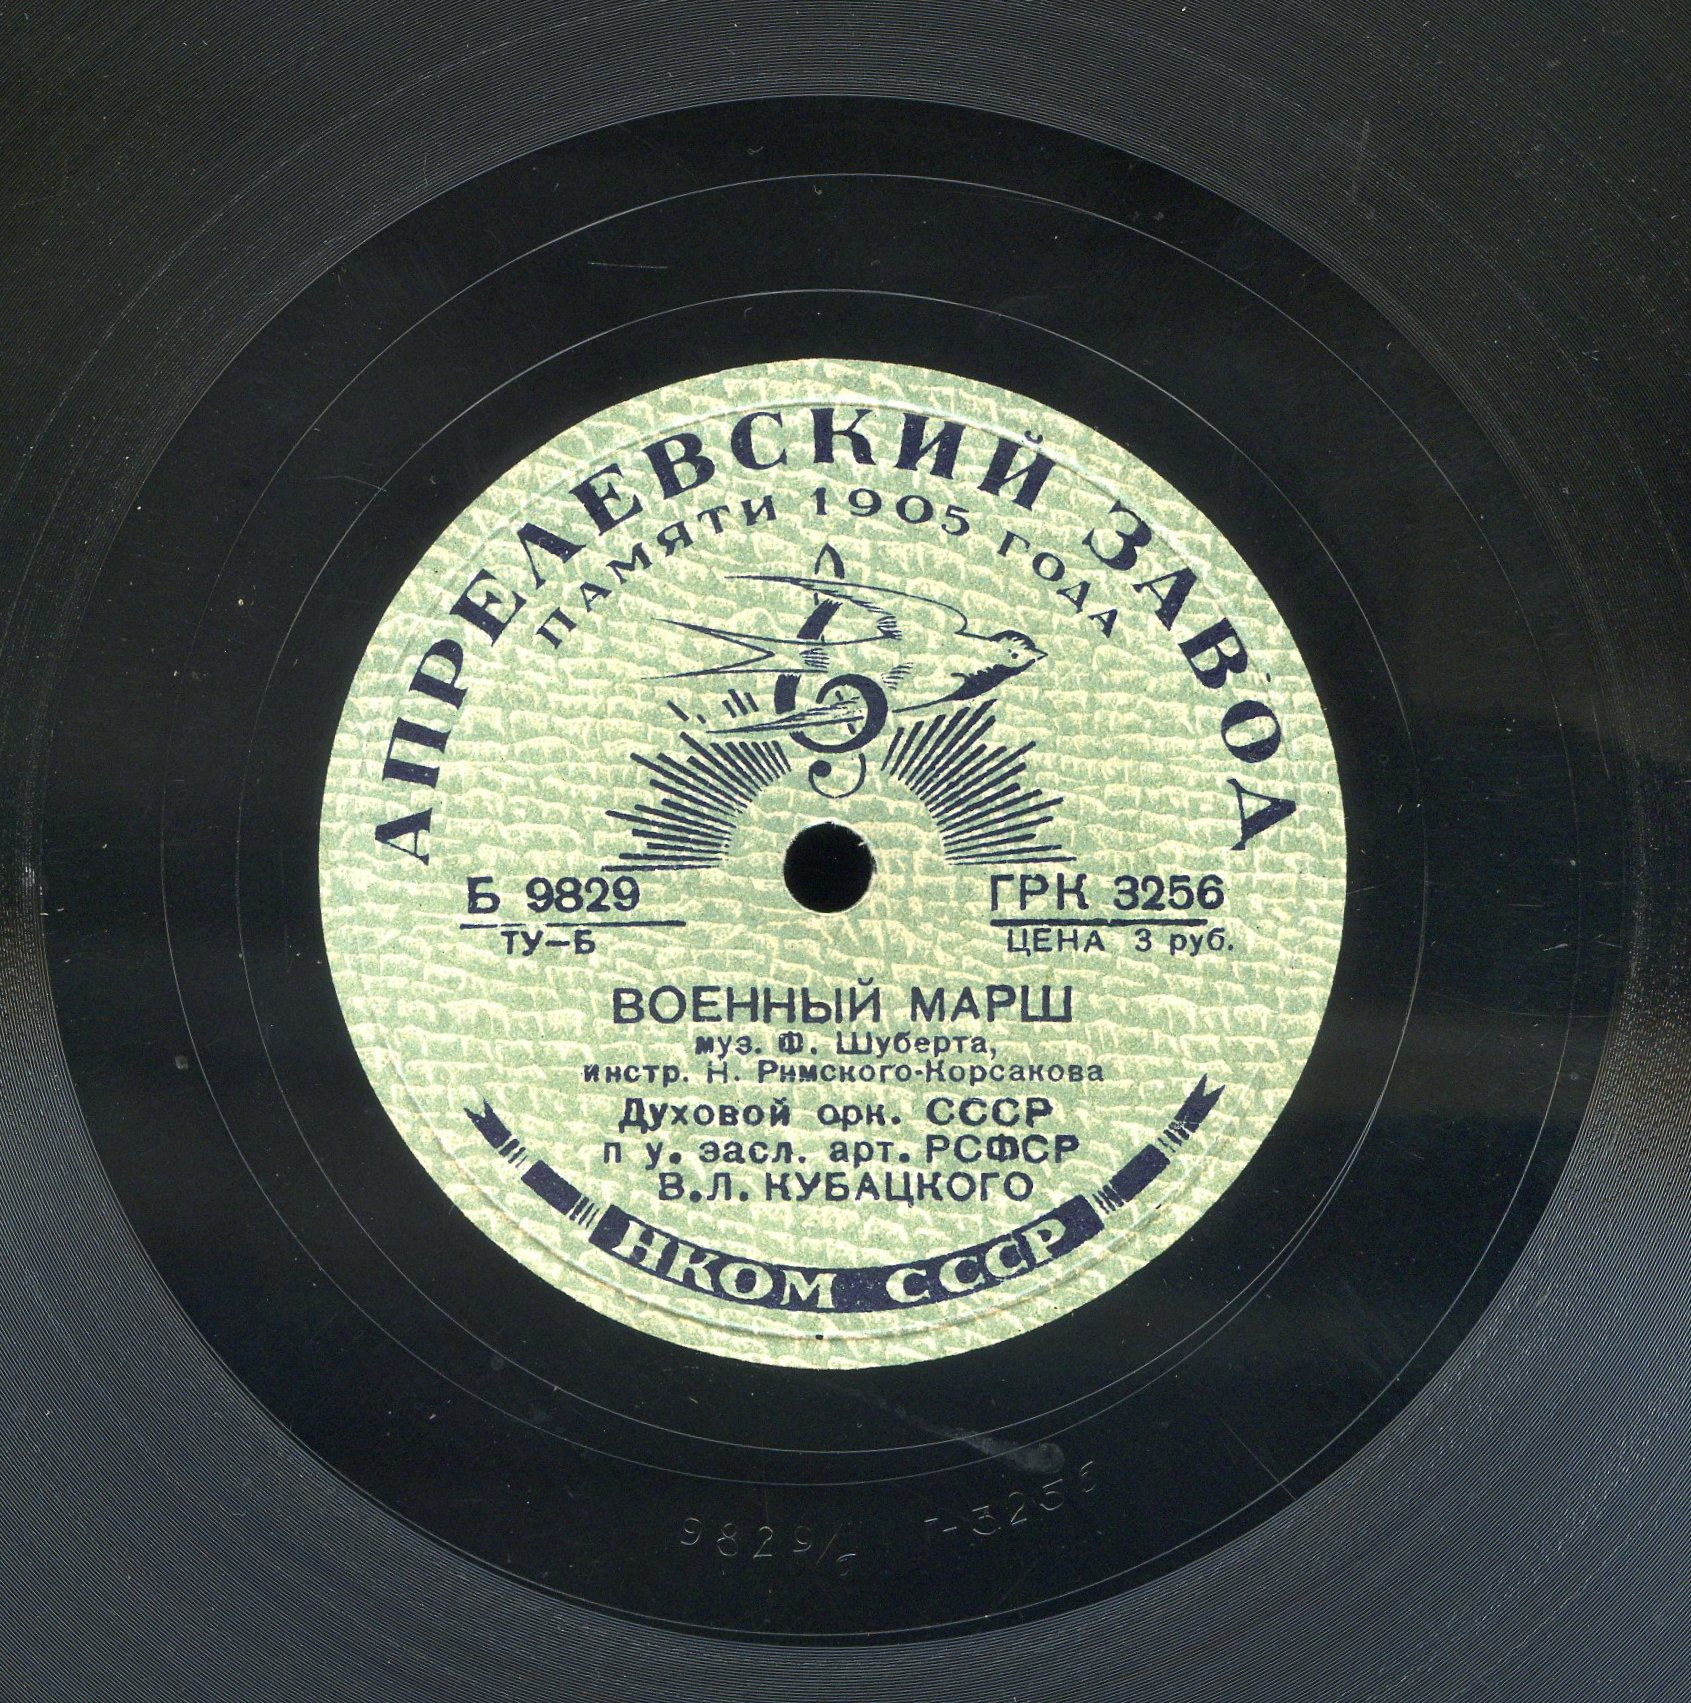 АПРЕЛЕВСКИЙ ЗАВОД
ПАМЯТИ 1905 ГОДА
Б 9829
ТУ–Б
ГРК 3256
ЦЕНА 3 руб.
ВОЕННЫЙ МАРШ
муз. Ф. Шуберта,
инстр. Н. Римского-Корсакова
Духовой орк. СССР
п у. засл. арт. РСФСР
В.Л. КУБАЦКОГО
НКОМ СССР
9829/ Г-3256